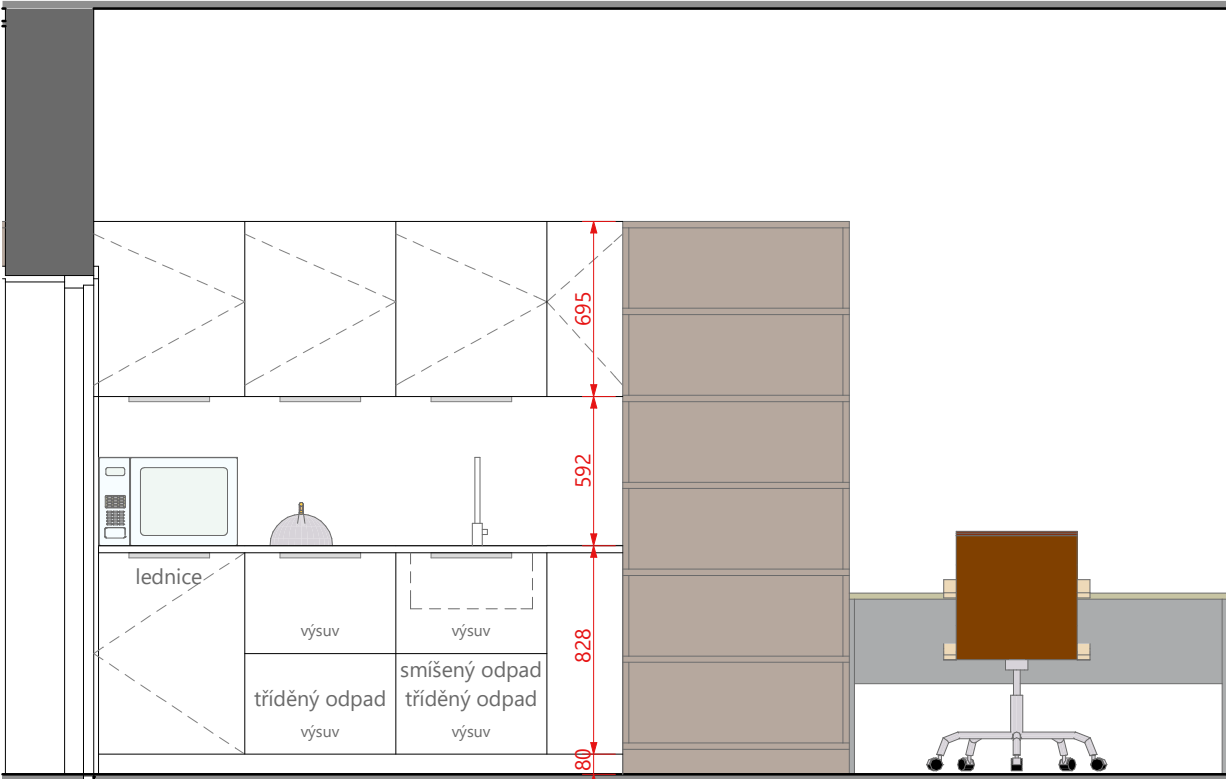 695
592
lednice
výsuv
výsuv
828
smíšený odpad
tříděný odpad
tříděný odpad
výsuv
výsuv
80